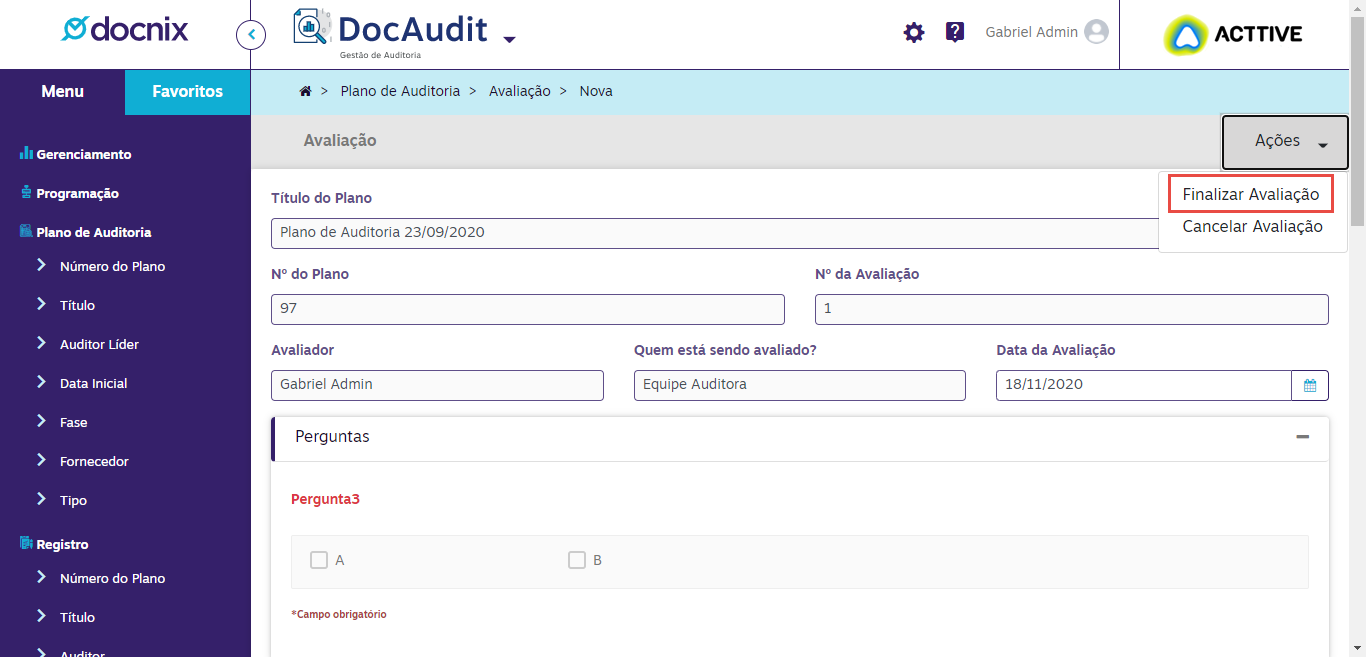 docnix
DocAudit
Gestão de Auditoria
Gabriel Admin
ACTTIVE
Menu
Favoritos
> Plano de Auditoria > Avaliação > Nova
Gerenciamento
Programação
Plano de Auditoria
Número do Plano
Título
Auditor Líder
Data Inicial
Fase
Fornecedor
Tipo
Registro
Número do Plano
Título
Auditor
Avaliação
Ações
Finalizar Avaliação
Cancelar Avaliação
Título do Plano
Plano de Auditoria 23/09/2020
Nº do Plano
Nº da Avaliação
97
1
Avaliador
Quem está sendo avaliado?
Data da Avaliação
Gabriel Admin
Equipe Auditora
18/11/2020
Perguntas
Pergunta3
A
B
*Campo obrigatório